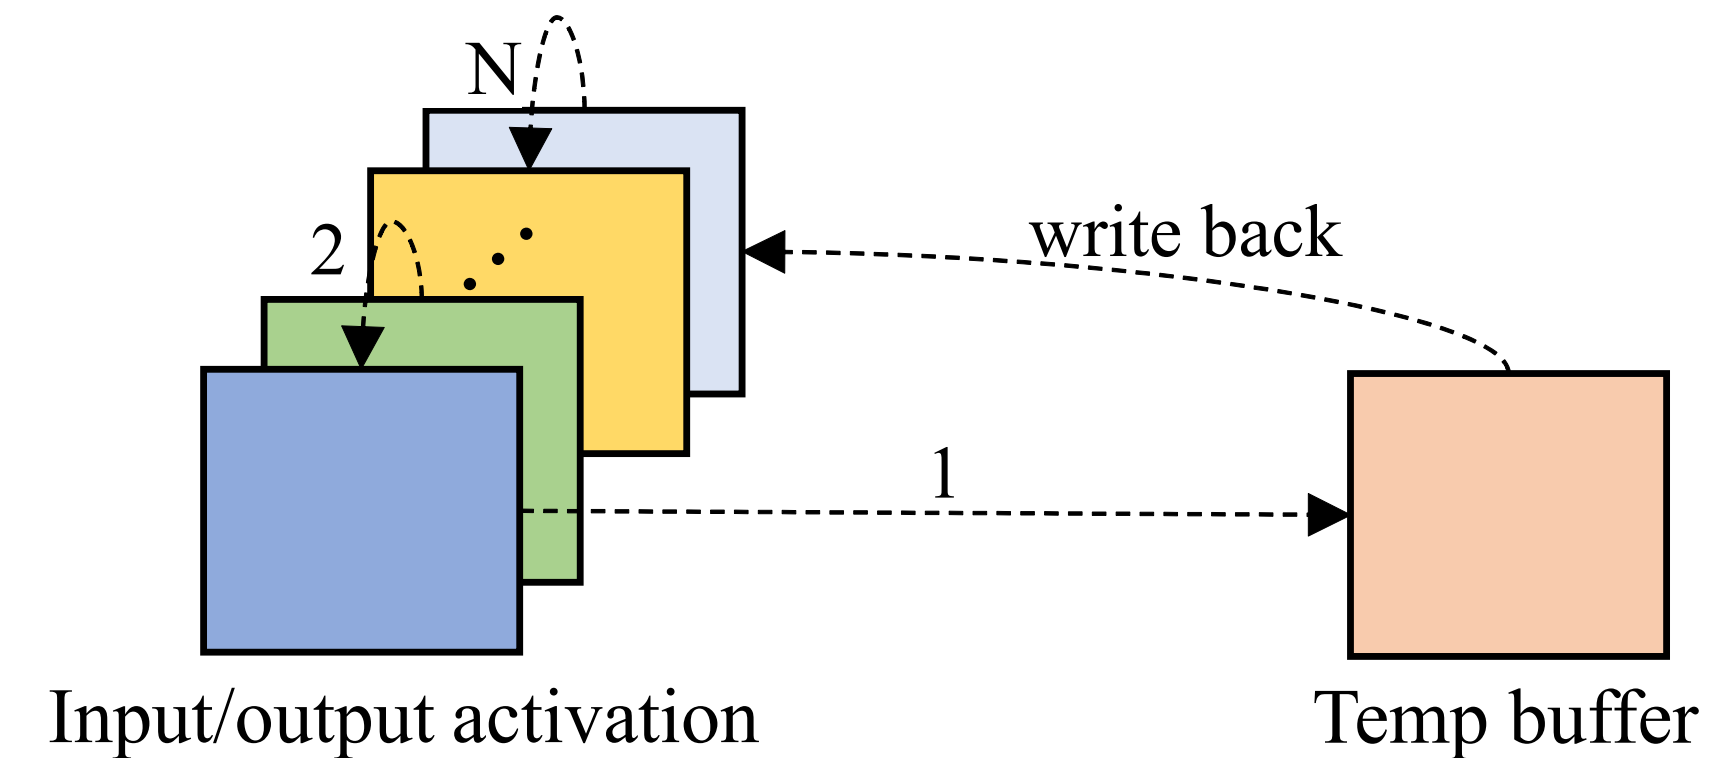 N
2
write back
1
Input/output activation
Temp buffer